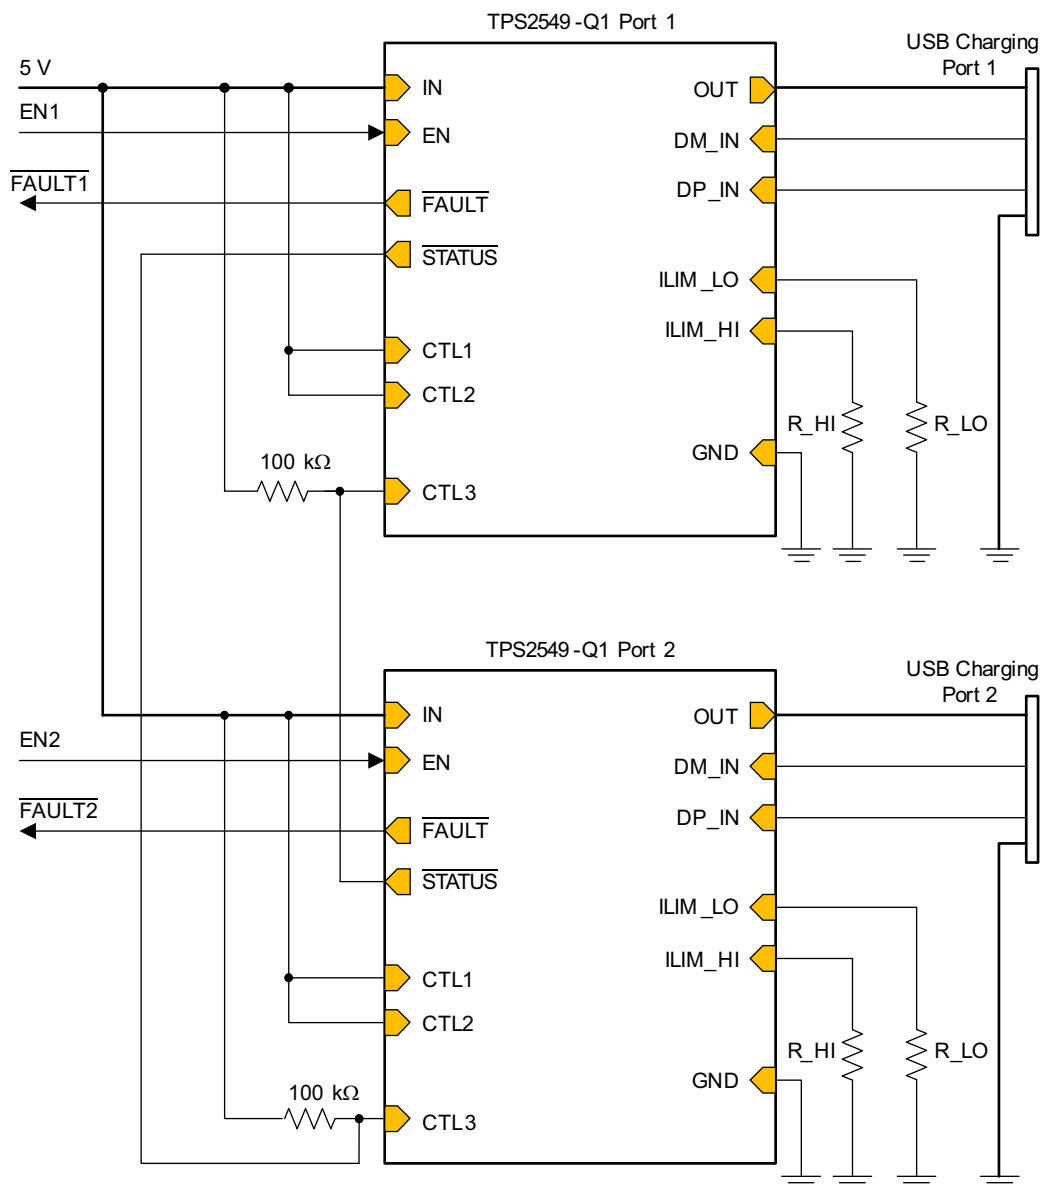 TPS2549-Q1 Port 1
USB Charging
Port 1
5 V
IN
OUT
EN1
EN
DM_IN
FAULT1
FAULT
DP_IN
STATUS
ILIM_LO
ILIM_HI
CTL1
CTL2
R_HI
R_LO
GND
100 kΩ
CTL3
TPS2549-Q1 Port 2
USB Charging
Port 2
IN
OUT
EN2
EN
DM_IN
FAULT2
FAULT
DP_IN
STATUS
ILIM_LO
ILIM_HI
CTL1
CTL2
R_HI
R_LO
GND
100 kΩ
CTL3